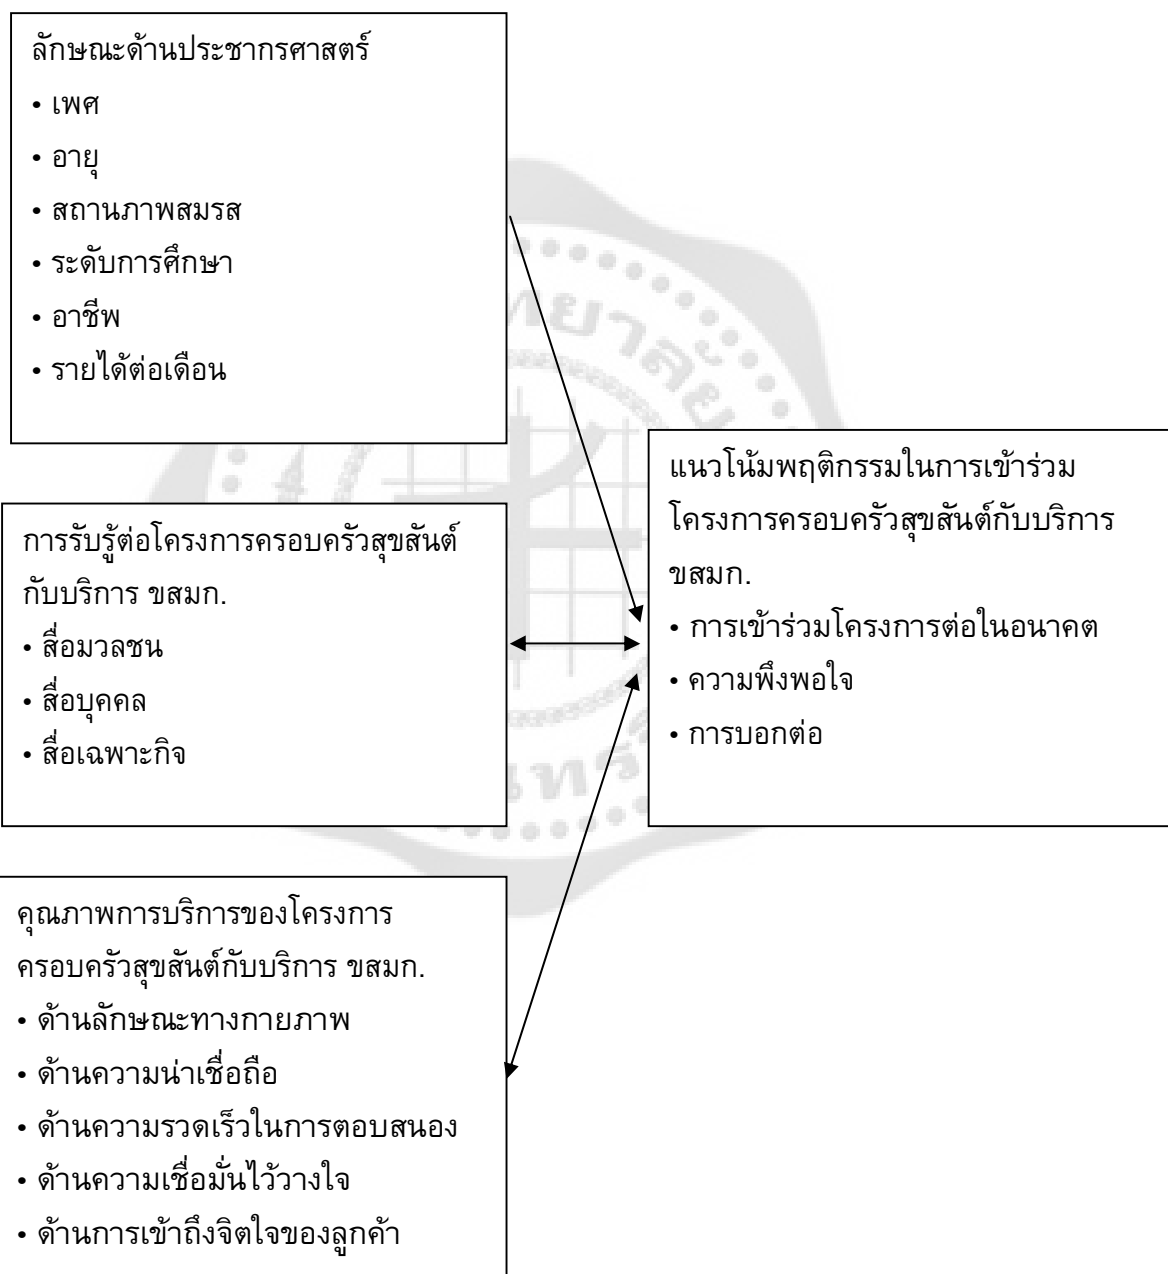 ลักษณะด้านประชากรศาสตร์
• เพศ
• อายุ
• สถานภาพสมรส
• ระดับการศึกษา
• อาชีพ
• รายได้ต่อเดือน
การรับรู้ต่อโครงการครอบครัวสุขสันต์
กับบริการ ขสมก.
• สื่อมวลชน
• สื่อบุคคล
• สื่อเฉพาะกิจ
คุณภาพการบริการของโครงการ
ครอบครัวสุขสันต์กับบริการ ขสมก.
• ด้านลักษณะทางกายภาพ
• ด้านความน่าเชื่อถือ
• ด้านความรวดเร็วในการตอบสนอง
• ด้านความเชื่อมั่นไว้วางใจ
• ด้านการเข้าถึงจิตใจของลูกค้า
แนวโน้มพฤติกรรมในการเข้าร่วม
โครงการครอบครัวสุขสันต์กับบริการ
ขสมก.
• การเข้าร่วมโครงการต่อในอนาคต
• ความพึงพอใจ
• การบอกต่อ